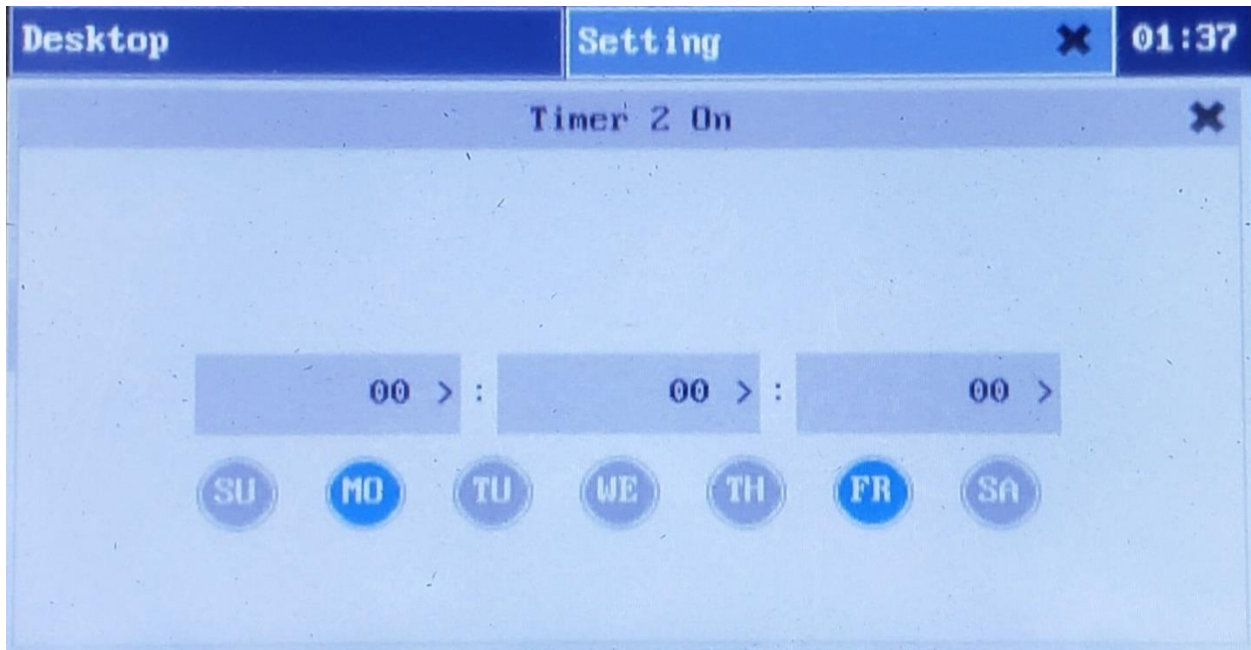 Desktop Setting ✖ 01:37
Timer 2 On ✖
00 > : 00 > : 00 >
SU MO TU WE TH FR SA